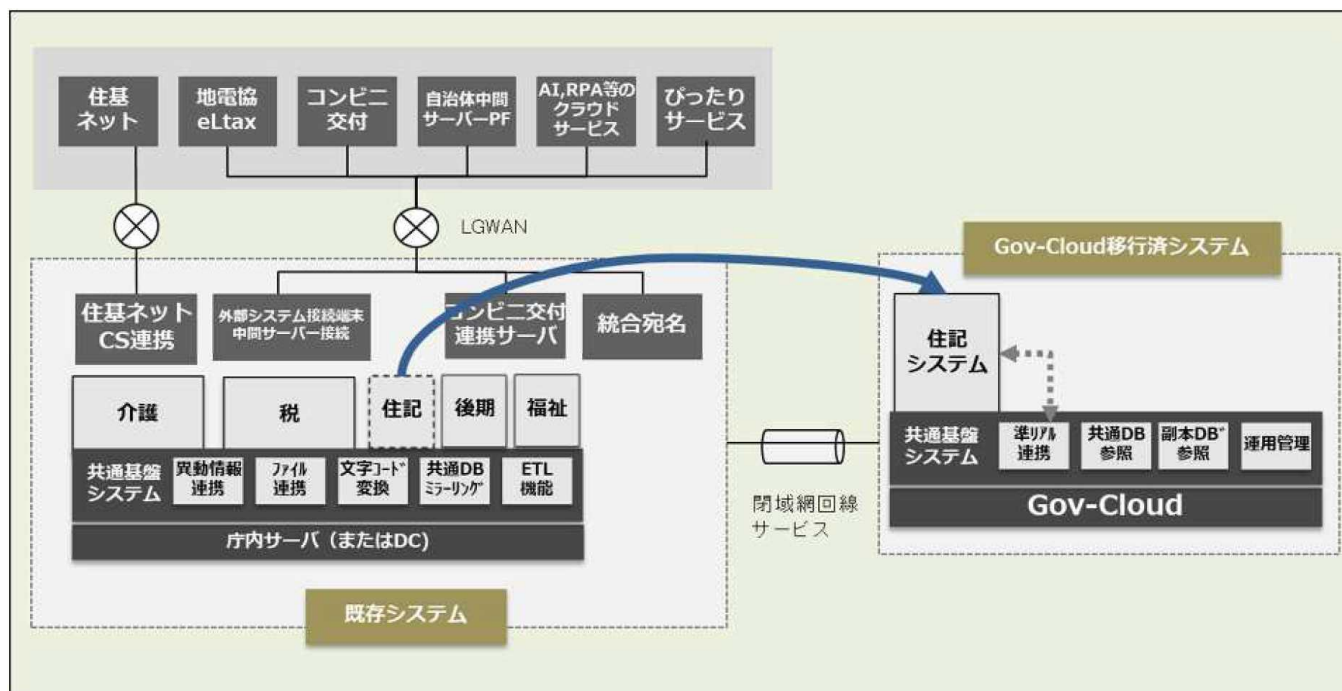 住基
ネット
地電協
eLtax
コンビニ
交付
自治体中間
サーバーPF
AI,RPA等の
クラウド
サービス
ぴったり
サービス
LGWAN
Gov-Cloud移行済システム
住基ネット
CS連携
外部システム接続端末
中間サーバー接続
コンビニ交付
連携サーバ
統合宛名
住記
システム
介護
税
住記
後期
福祉
共通基盤
システム
異動情報
連携
ﾌｧｲﾙ
連携
文字ｺｰﾄﾞ
変換
共通DB
ﾐﾗｰﾘﾝｸﾞ
ETL
機能
共通基盤
システム
準ﾘｱﾙ
連携
共通DB
参照
副本DBﾞ
参照
運用管理
庁内サーバ（またはDC)
Gov-Cloud
閉域網回線
サービス
既存システム